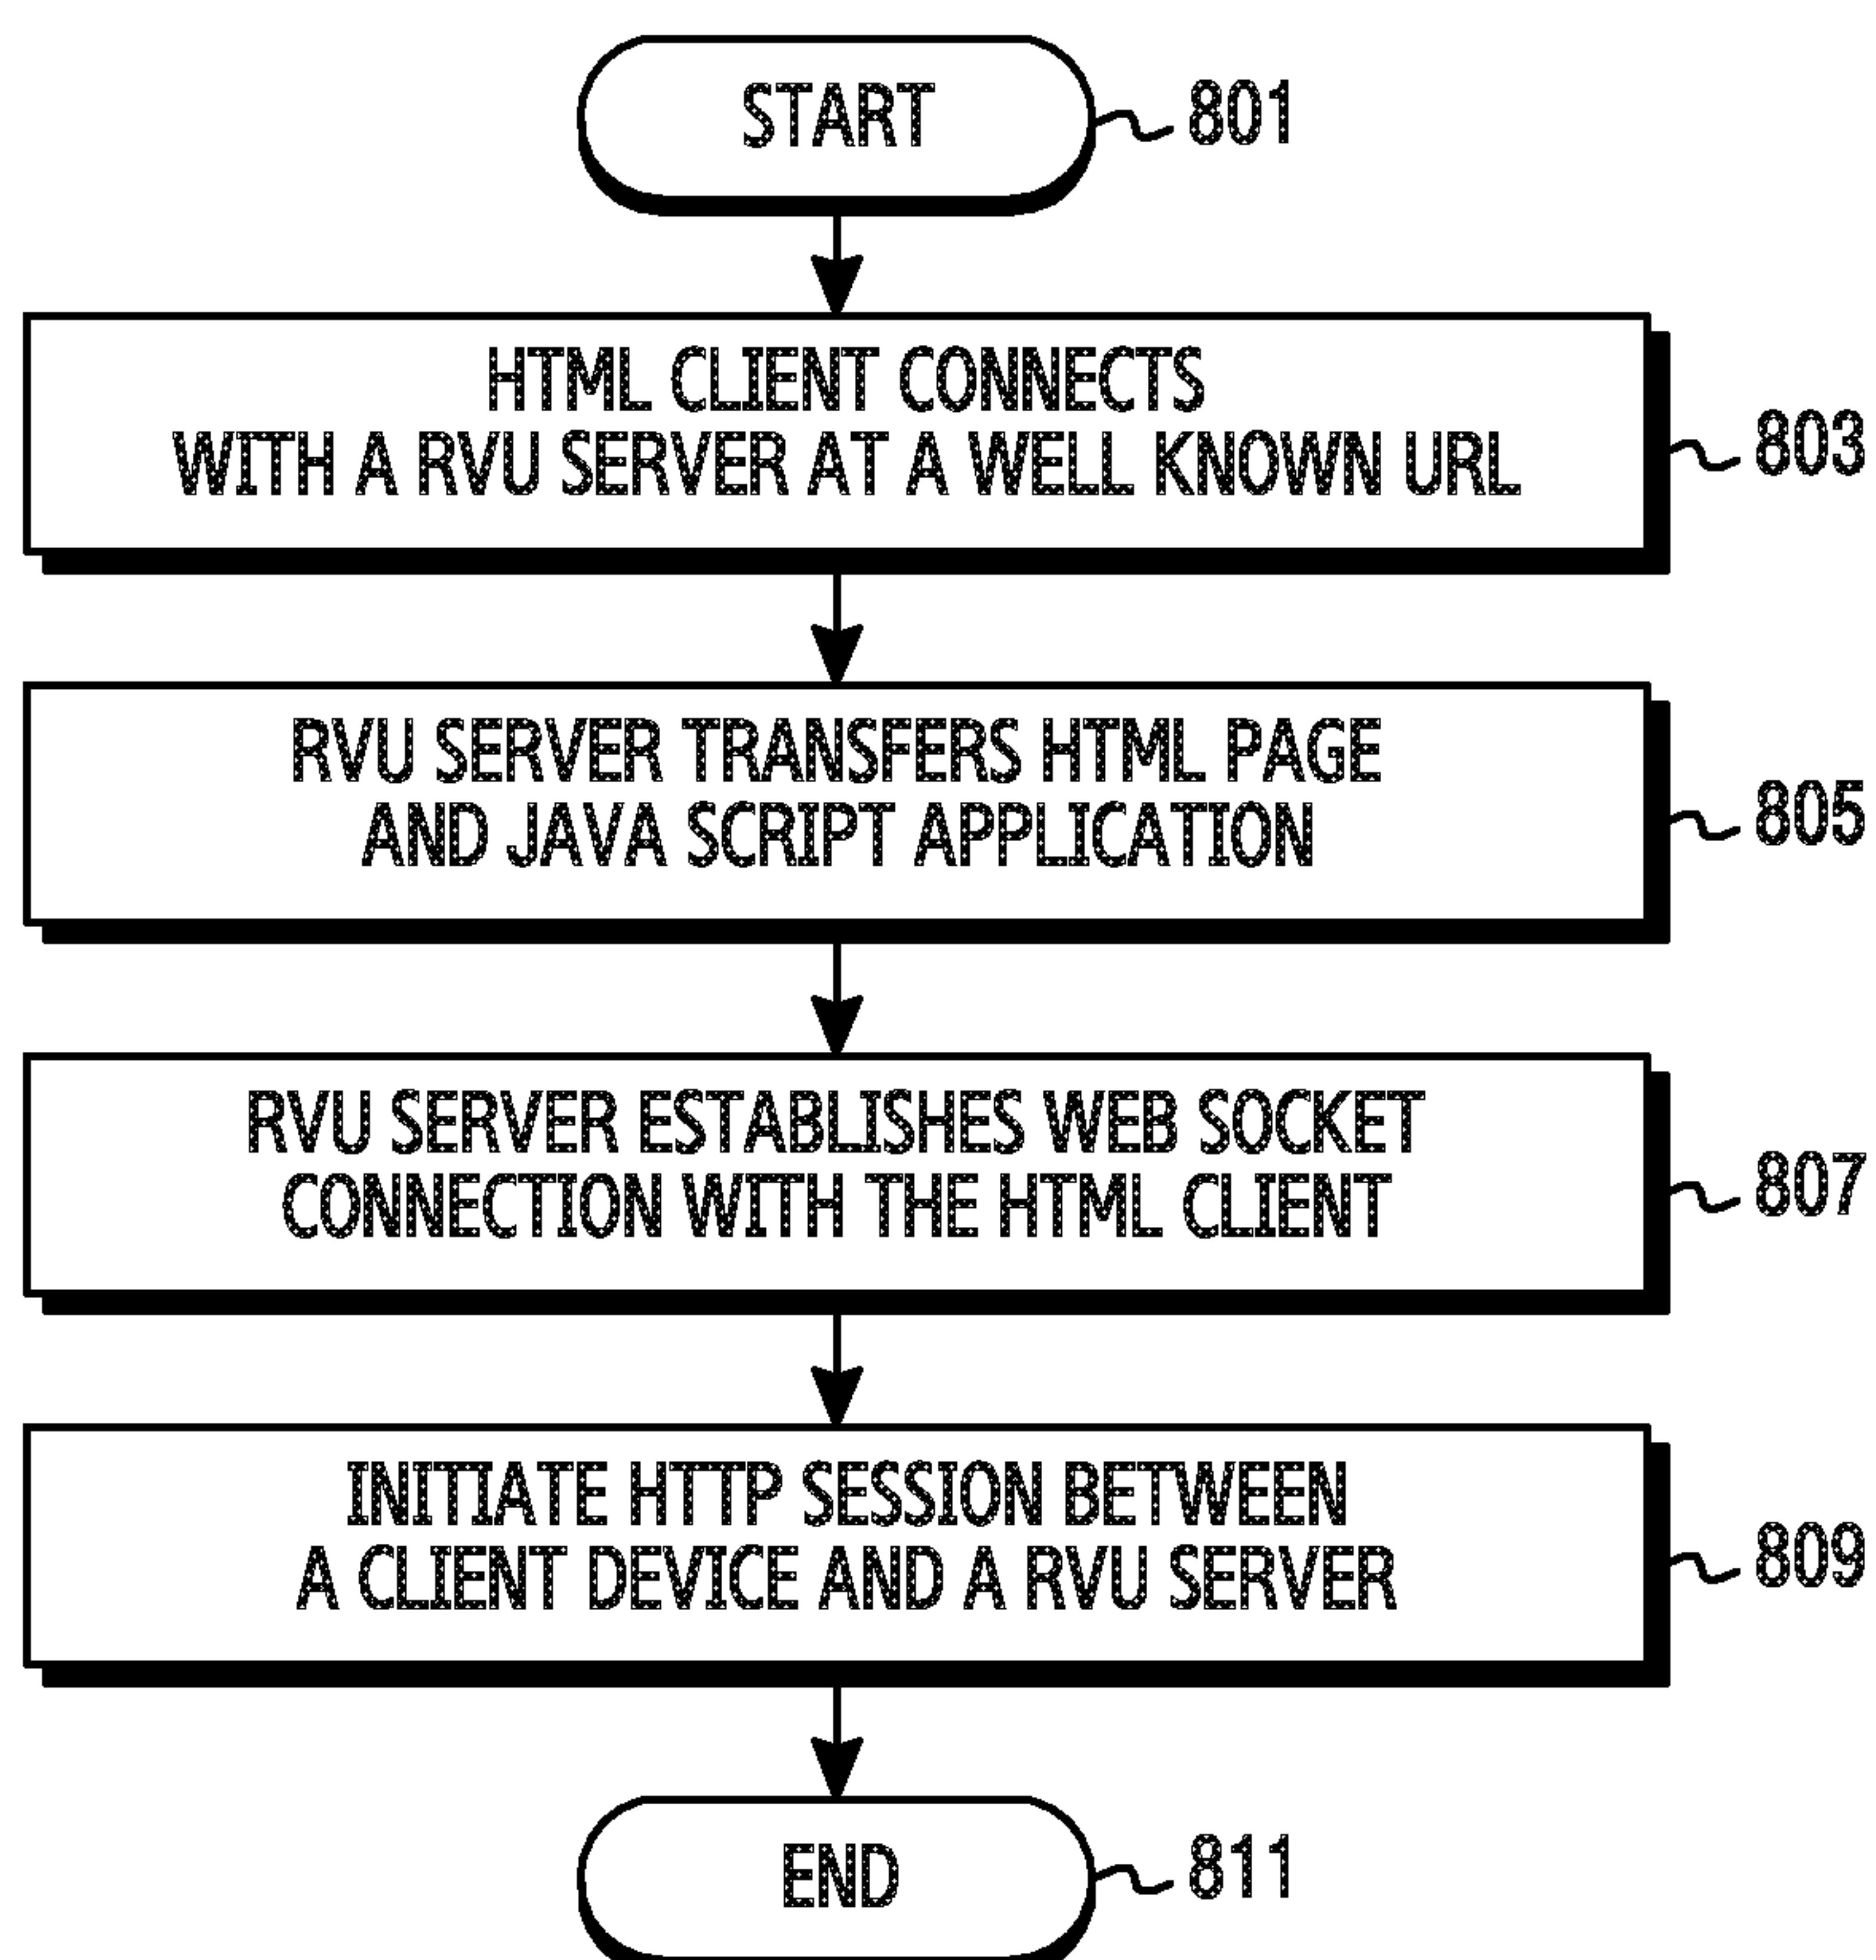 START
801
HTML CLIENT CONNECTS
WITH A RVU SERVER AT A WELL KNOWN URL
803
RVU SERVER TRANSFERS HTML PAGE
AND JAVA SCRIPT APPLICATION
805
RVU SERVER ESTABLISHES WEB SOCKET
CONNECTION WITH THE HTML CLIENT
807
INITIATE HTTP SESSION BETWEEN
A CLIENT DEVICE AND A RVU SERVER
809
END
811